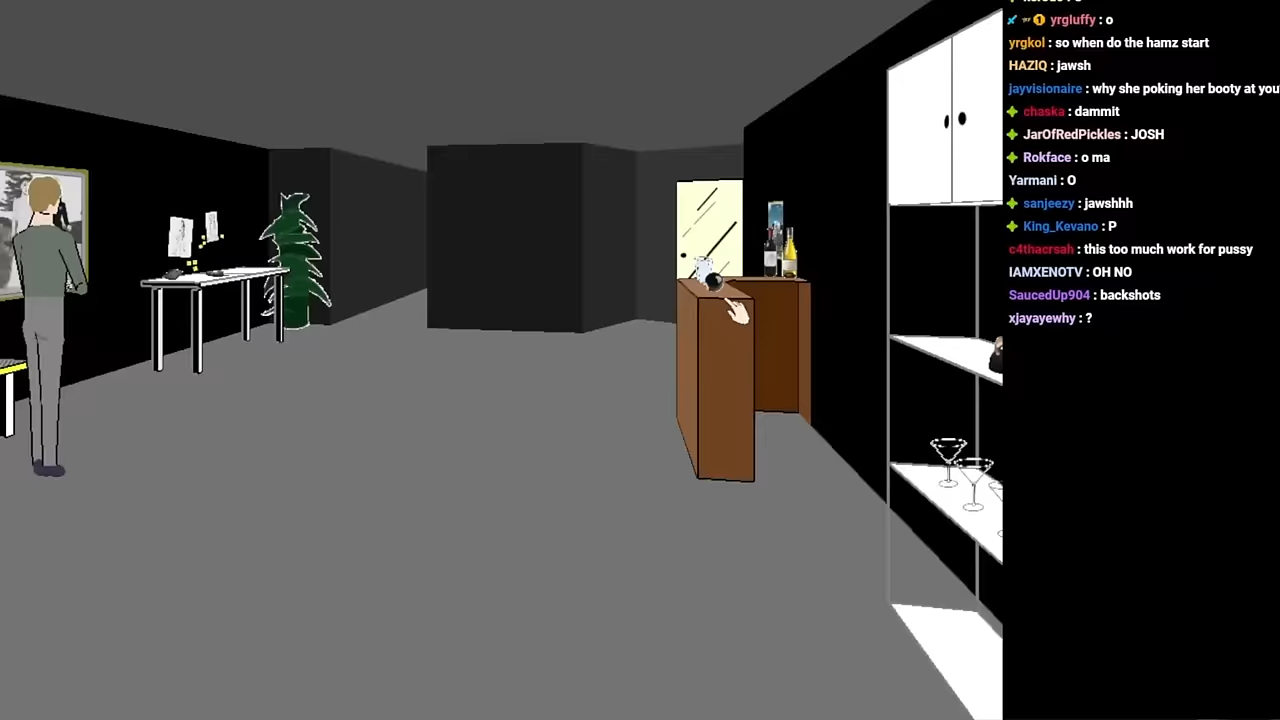 yrgluffy : o
yrgkol : so when do the hamz start
HAZIQ : jawsh
jayvisionaire : why she poking her booty at you
chaska : dammit
JarOfRedPickles : JOSH
Rokface : o ma
Yarmani : O
sanjeezy : jawshhh
King_Kevano : P
c4thacrsah : this too much work for pussy
IAMXENOTV : OH NO
SaucedUp904 : backshots
xjayayewhy : ?